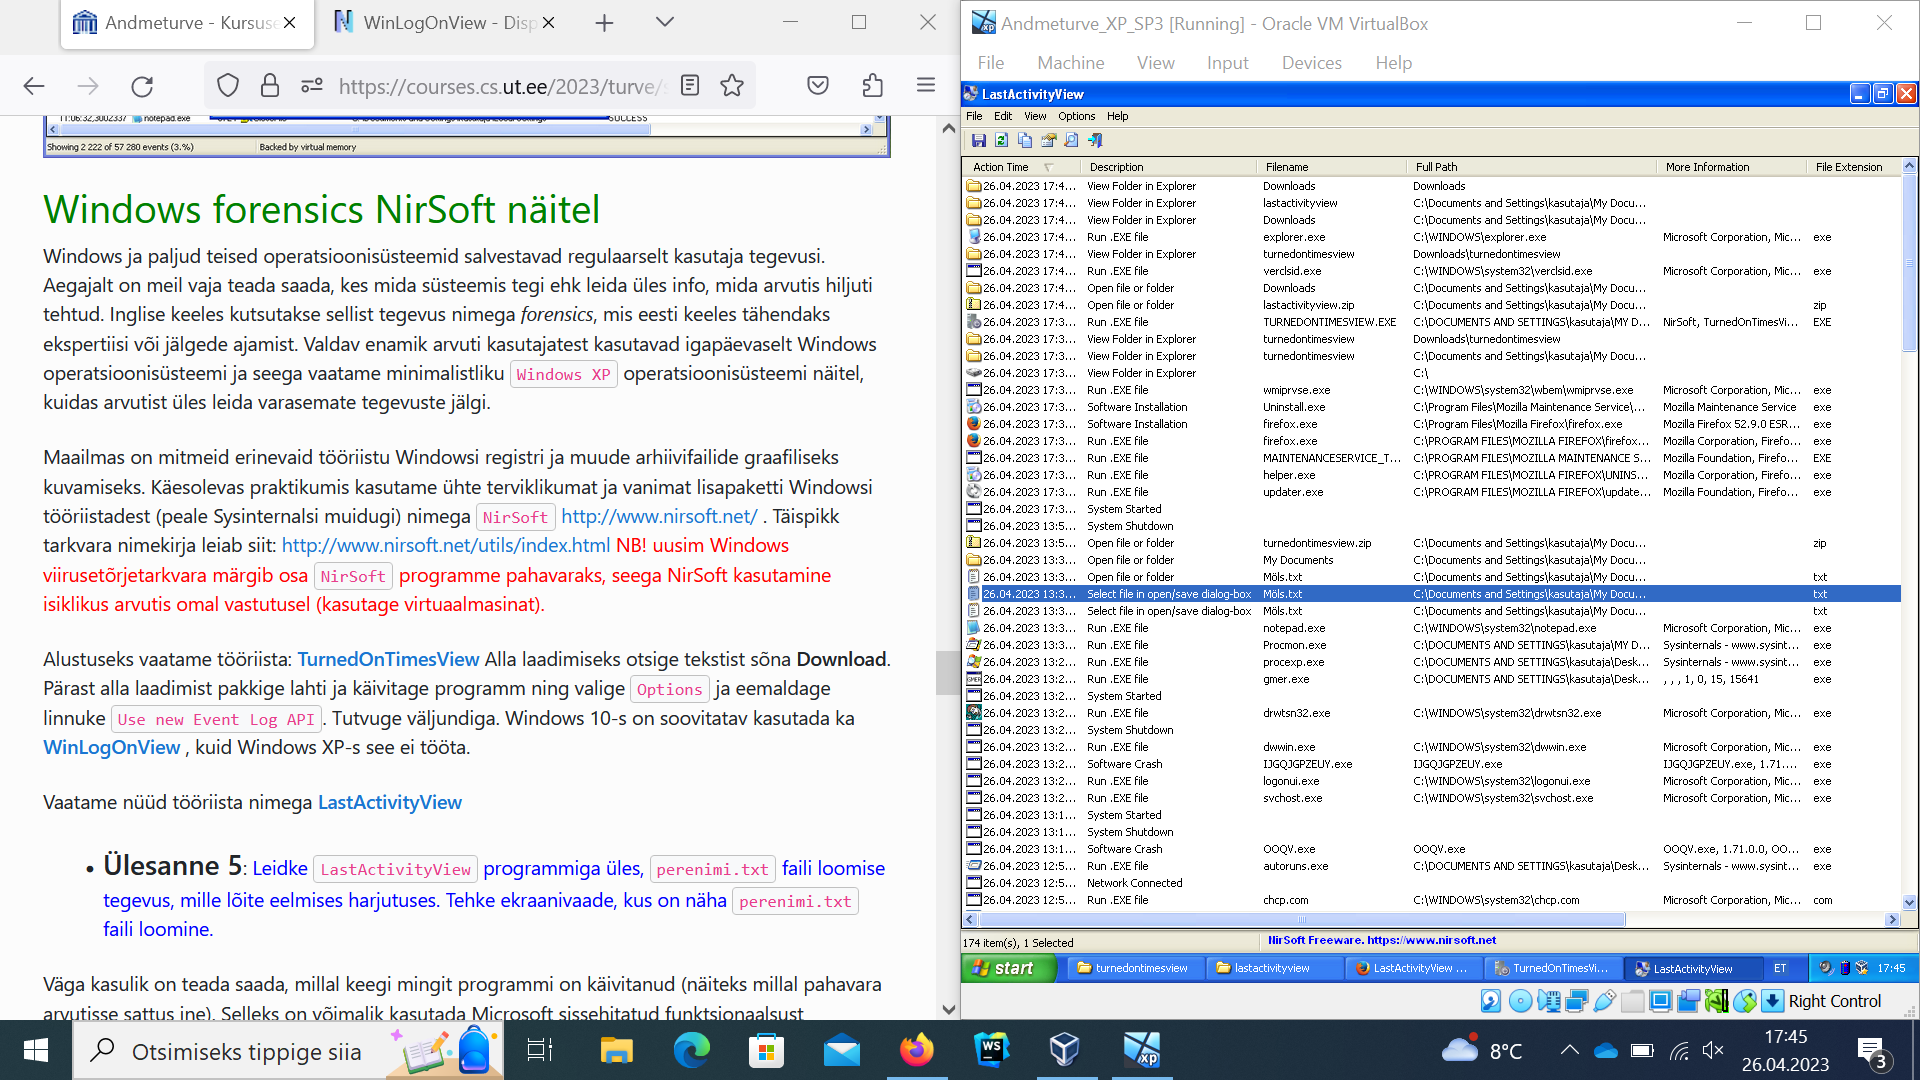 Andmeturve - Kursuse
WinLogOnView - Disp
https://courses.cs.ut.ee/2023/turve/s
11:06:32,3002337 notepad.exe
SUCCESS
Showing 2 222 of 57 280 events (3.%) Backed by virtual memory
Windows forensics NirSoft näitel
Windows ja paljud teised operatsioonisüsteemid salvestavad regulaarselt kasutaja tegevusi.
Aegajalt on meil vaja teada saada, kes mida süsteemis tegi ehk leida üles info, mida arvutis hiljuti
tehtud. Inglise keeles kutsutakse sellist tegevus nimega forensics, mis eesti keeles tähendaks
ekspertiisi või jälgede ajamist. Valdav enamik arvuti kasutajatest kasutavad igapäevaselt Windows
operatsioonisüsteemi ja seega vaatame minimalistliku Windows XP operatsioonisüsteemi näitel,
kuidas arvutist üles leida varasemate tegevuste jälgi.
Maailmas on mitmeid erinevaid tööriistu Windowsi registri ja muude arhiivifailide graafiliseks
kuvamiseks. Käesolevas praktikumis kasutame ühte terviklikumat ja vanimat lisapaketti Windowsi
tööriistadest (peale Sysinternalsi muidugi) nimega NirSoft http://www.nirsoft.net/ . Täispikk
tarkvara nimekirja leiab siit: http://www.nirsoft.net/utils/index.html NB! uusim Windows
viirusetõrjetarkvara märgib osa NirSoft programme pahavaraks, seega NirSoft kasutamine
isiklikus arvutis omal vastutusel (kasutage virtuaalmasinat).
Alustuseks vaatame tööriista: TurnedOnTimesView Alla laadimiseks otsige tekstist sõna Download.
Pärast alla laadimist pakkige lahti ja käivitage programm ning valige Options ja eemaldage
linnuke Use new Event Log API. Tutvuge väljundiga. Windows 10-s on soovitatav kasutada ka
WinLogOnView , kuid Windows XP-s see ei tööta.
Vaatame nüüd tööriista nimega LastActivityView
• Ülesanne 5: Leidke LastActivityView programmiga üles, perenimi.txt faili loomise
tegevus, mille lõite eelmises harjutuses. Tehke ekraanivaade, kus on näha perenimi.txt
faili loomine.
Väga kasulik on teada saada, millal keegi mingit programmi on käivitanud (näiteks millal pahavara
arvutisse sattus jne). Selleks on võimalik kasutada Microsoft sissehitatud funktsionaalsust
Andmeturve_XP_SP3 [Running] - Oracle VM VirtualBox
File Machine View Input Devices Help
LastActivityView
File Edit View Options Help
Action Time Description Filename Full Path More Information File Extension
26.04.2023 17:4... View Folder in Explorer Downloads Downloads
26.04.2023 17:4... View Folder in Explorer lastactivityview C:\Documents and Settings\kasutaja\My Docu...
26.04.2023 17:4... View Folder in Explorer Downloads C:\Documents and Settings\kasutaja\My Docu...
26.04.2023 17:4... Run .EXE file explorer.exe C:\WINDOWS\explorer.exe Microsoft Corporation, Mic... exe
26.04.2023 17:4... View Folder in Explorer turnedontimesview Downloads\turnedontimesview
26.04.2023 17:4... Run .EXE file verclsid.exe C:\WINDOWS\system32\verclsid.exe Microsoft Corporation, Mic... exe
26.04.2023 17:4... Open file or folder Downloads C:\Documents and Settings\kasutaja\My Docu...
26.04.2023 17:4... Open file or folder lastactivityview.zip C:\Documents and Settings\kasutaja\My Docu... zip
26.04.2023 17:3... Run .EXE file TURNEDONTIMESVIEW.EXE C:\DOCUMENTS AND SETTINGS\kasutaja\MY D... NirSoft, TurnedOnTimesVi... EXE
26.04.2023 17:3... View Folder in Explorer turnedontimesview Downloads\turnedontimesview
26.04.2023 17:3... View Folder in Explorer turnedontimesview C:\Documents and Settings\kasutaja\My Docu...
26.04.2023 17:3... View Folder in Explorer C:\
26.04.2023 17:3... Run .EXE file wmiprvse.exe C:\WINDOWS\system32\wbem\wmiprvse.exe Microsoft Corporation, Mic... exe
26.04.2023 17:3... Software Installation Uninstall.exe C:\Program Files\Mozilla Maintenance Service\... Mozilla Maintenance Service exe
26.04.2023 17:3... Software Installation firefox.exe C:\Program Files\Mozilla Firefox\firefox.exe Mozilla Firefox 52.9.0 ESR... exe
26.04.2023 17:3... Run .EXE file firefox.exe C:\PROGRAM FILES\MOZILLA FIREFOX\firefox... Mozilla Corporation, Firefo... exe
26.04.2023 17:3... Run .EXE file MAINTENANCESERVICE_T... C:\PROGRAM FILES\MOZILLA MAINTENANCE S... Mozilla Foundation, Firefo... EXE
26.04.2023 17:3... Run .EXE file helper.exe C:\PROGRAM FILES\MOZILLA FIREFOX\UNINS... Mozilla Corporation, Firefo... exe
26.04.2023 17:3... Run .EXE file updater.exe C:\PROGRAM FILES\MOZILLA FIREFOX\update... Mozilla Foundation, Firefo... exe
26.04.2023 17:3... System Started
26.04.2023 13:5... System Shutdown
26.04.2023 13:5... Open file or folder turnedontimesview.zip C:\Documents and Settings\kasutaja\My Docu... zip
26.04.2023 13:3... Open file or folder My Documents C:\Documents and Settings\kasutaja\My Docu...
26.04.2023 13:3... Open file or folder Möls.txt C:\Documents and Settings\kasutaja\My Docu... txt
26.04.2023 13:3... Select file in open/save dialog-box Möls.txt C:\Documents and Settings\kasutaja\My Docu... txt
26.04.2023 13:3... Select file in open/save dialog-box Möls.txt C:\Documents and Settings\kasutaja\My Docu... txt
26.04.2023 13:3... Run .EXE file notepad.exe C:\WINDOWS\system32\notepad.exe Microsoft Corporation, Mic... exe
26.04.2023 13:3... Run .EXE file Procmon.exe C:\DOCUMENTS AND SETTINGS\kasutaja\MY D... Sysinternals - www.sysint... exe
26.04.2023 13:2... Run .EXE file procexp.exe C:\DOCUMENTS AND SETTINGS\kasutaja\Desk... Sysinternals - www.sysint... exe
26.04.2023 13:2... Run .EXE file gmer.exe C:\DOCUMENTS AND SETTINGS\kasutaja\Desk... , , , 1, 0, 15, 15641 exe
26.04.2023 13:2... System Started
26.04.2023 13:2... Run .EXE file drwtsn32.exe C:\WINDOWS\system32\drwtsn32.exe Microsoft Corporation, Mic... exe
26.04.2023 13:2... System Shutdown
26.04.2023 13:2... Run .EXE file dwwin.exe C:\WINDOWS\system32\dwwin.exe Microsoft Corporation, Mic... exe
26.04.2023 13:2... Software Crash IJGQJGPZEUY.exe IJGQJGPZEUY.exe IJGQJGPZEUY.exe, 1.71.... exe
26.04.2023 13:2... Run .EXE file logonui.exe C:\WINDOWS\system32\logonui.exe Microsoft Corporation, Mic... exe
26.04.2023 13:2... Run .EXE file svchost.exe C:\WINDOWS\system32\svchost.exe Microsoft Corporation, Mic... exe
26.04.2023 13:1... System Started
26.04.2023 13:1... System Shutdown
26.04.2023 13:1... Software Crash OOQV.exe OOQV.exe OOQV.exe, 1.71.0.0, OO... exe
26.04.2023 12:5... Run .EXE file autoruns.exe C:\DOCUMENTS AND SETTINGS\kasutaja\Desk... Sysinternals - www.sysint... exe
26.04.2023 12:5... Network Connected
26.04.2023 12:5... Run .EXE file chcp.com C:\WINDOWS\system32\chcp.com Microsoft Corporation, Mic... com
174 item(s), 1 Selected NirSoft Freeware. https://www.nirsoft.net
start turnedontimesview lastactivityview LastActivityView ... TurnedOnTimesVi... LastActivityView ET 17:45
Right Control
Otsimiseks tippige siia
WS
xp
8°C
17:45
26.04.2023
3